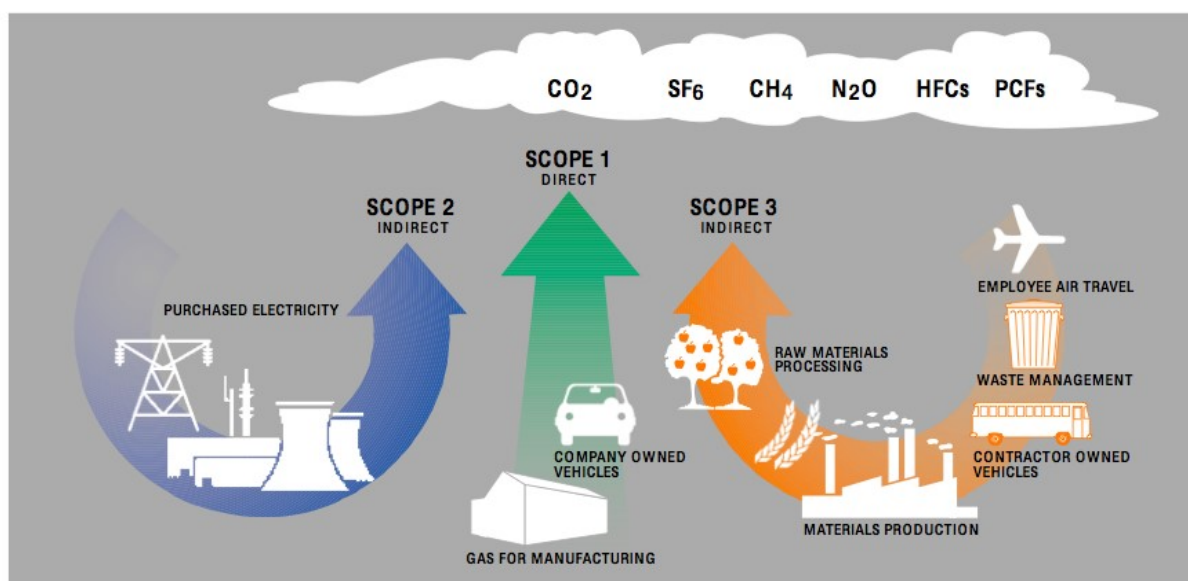 CO2 SF6 CH4 N2O HFCs PCFs
SCOPE 1
DIRECT
SCOPE 2
INDIRECT
SCOPE 3
INDIRECT
PURCHASED ELECTRICITY
COMPANY OWNED
VEHICLES
GAS FOR MANUFACTURING
RAW MATERIALS
PROCESSING
MATERIALS PRODUCTION
EMPLOYEE AIR TRAVEL
WASTE MANAGEMENT
CONTRACTOR OWNED
VEHICLES